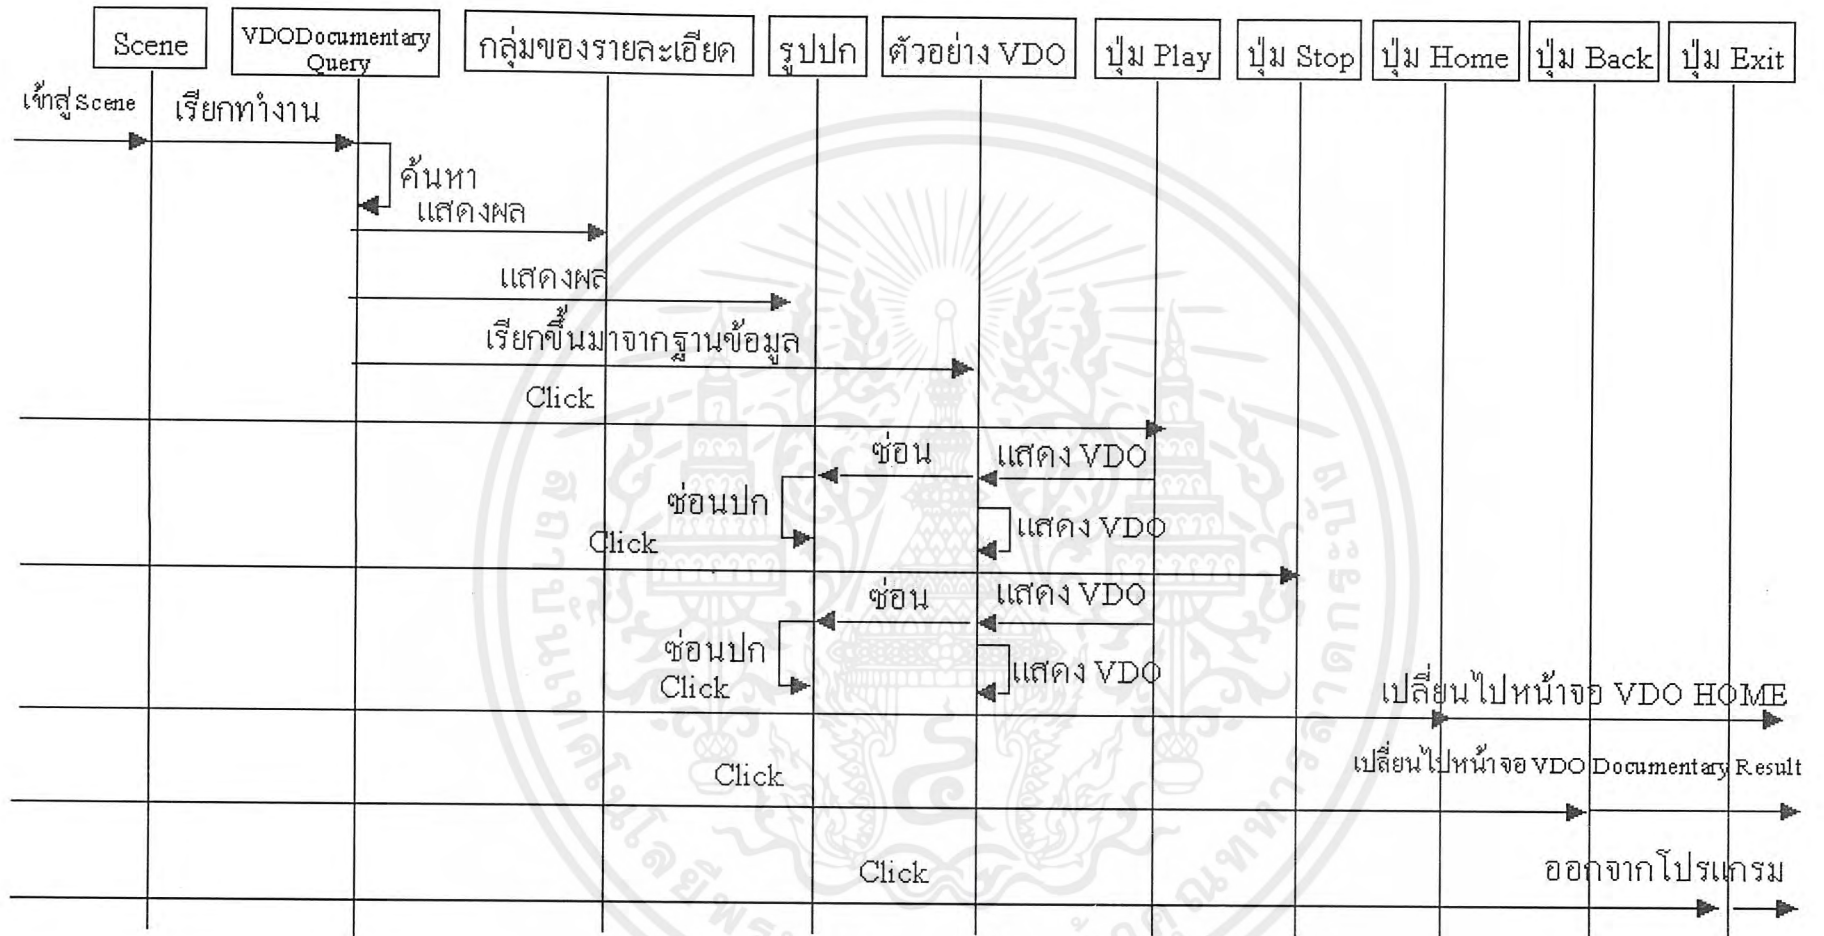 Scene
VDODocumentary
Query
กลุ่มของรายละเอียด
รูปปก
ตัวอย่าง VDO
ปุ่ม Play
ปุ่ม Stop
ปุ่ม Home
ปุ่ม Back
ปุ่ม Exit
เข้าสู่ Scene
เรียกทำงาน
ค้นหา
แสดงผล
แสดงผล
เรียกขึ้นมาจากฐานข้อมูล
Click
ซ่อน
แสดง VDO
ซ่อนปก
แสดง VDO
Click
ซ่อน
แสดง VDO
ซ่อนปก
แสดง VDO
Click
เปลี่ยนไปหน้าจอ VDO HOME
Click
เปลี่ยนไปหน้าจอ VDO Documentary Result
Click
ออกจากโปรแกรม